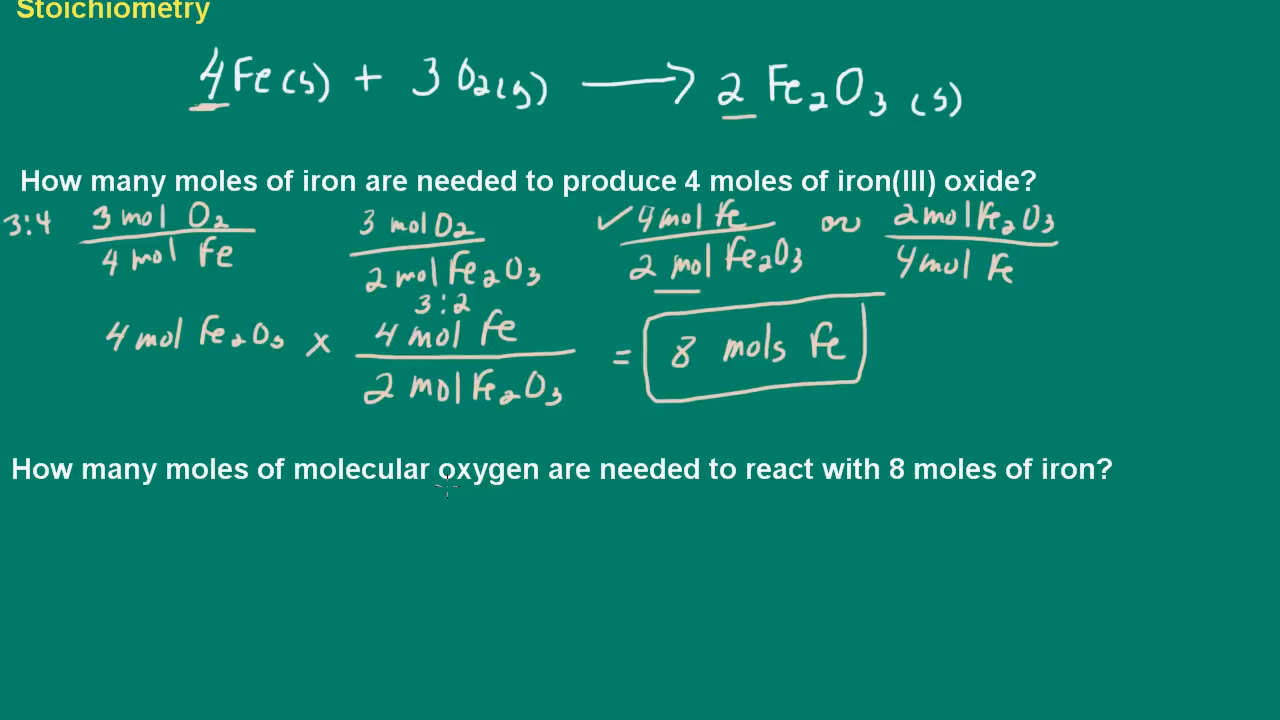 Stoichiometry
4Fe(s) + 3O₂(g) ⟶ 2Fe₂O₃(s)
How many moles of iron are needed to produce 4 moles of iron(III) oxide?
3:4 3 mol O₂ / 4 mol Fe 3 mol O₂ / 2 mol Fe₂O₃ ✓ 4 mol Fe / 2 mol Fe₂O₃ or 2 mol Fe₂O₃ / 4 mol Fe
3:2
4 mol Fe₂O₃ x 4 mol Fe / 2 mol Fe₂O₃ = 8 mols Fe
How many moles of molecular oxygen are needed to react with 8 moles of iron?